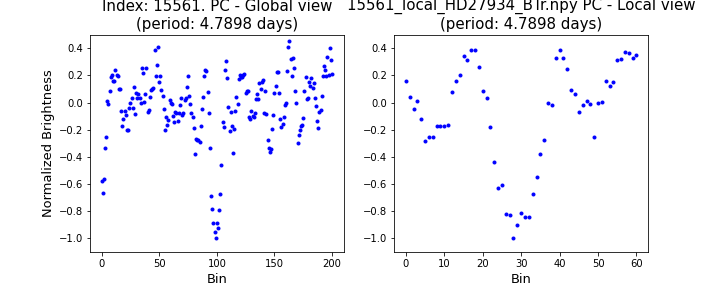 Index: 15561. PC - Global view
(period: 4.7898 days)
15561_local_HD27934_BTr.npy PC - Local view
(period: 4.7898 days)
Normalized Brightness
0.4
0.2
0.0
−0.2
−0.4
−0.6
−0.8
−1.0
0 50 100 150 200
Bin
0.4
0.2
0.0
−0.2
−0.4
−0.6
−0.8
−1.0
0 10 20 30 40 50 60
Bin